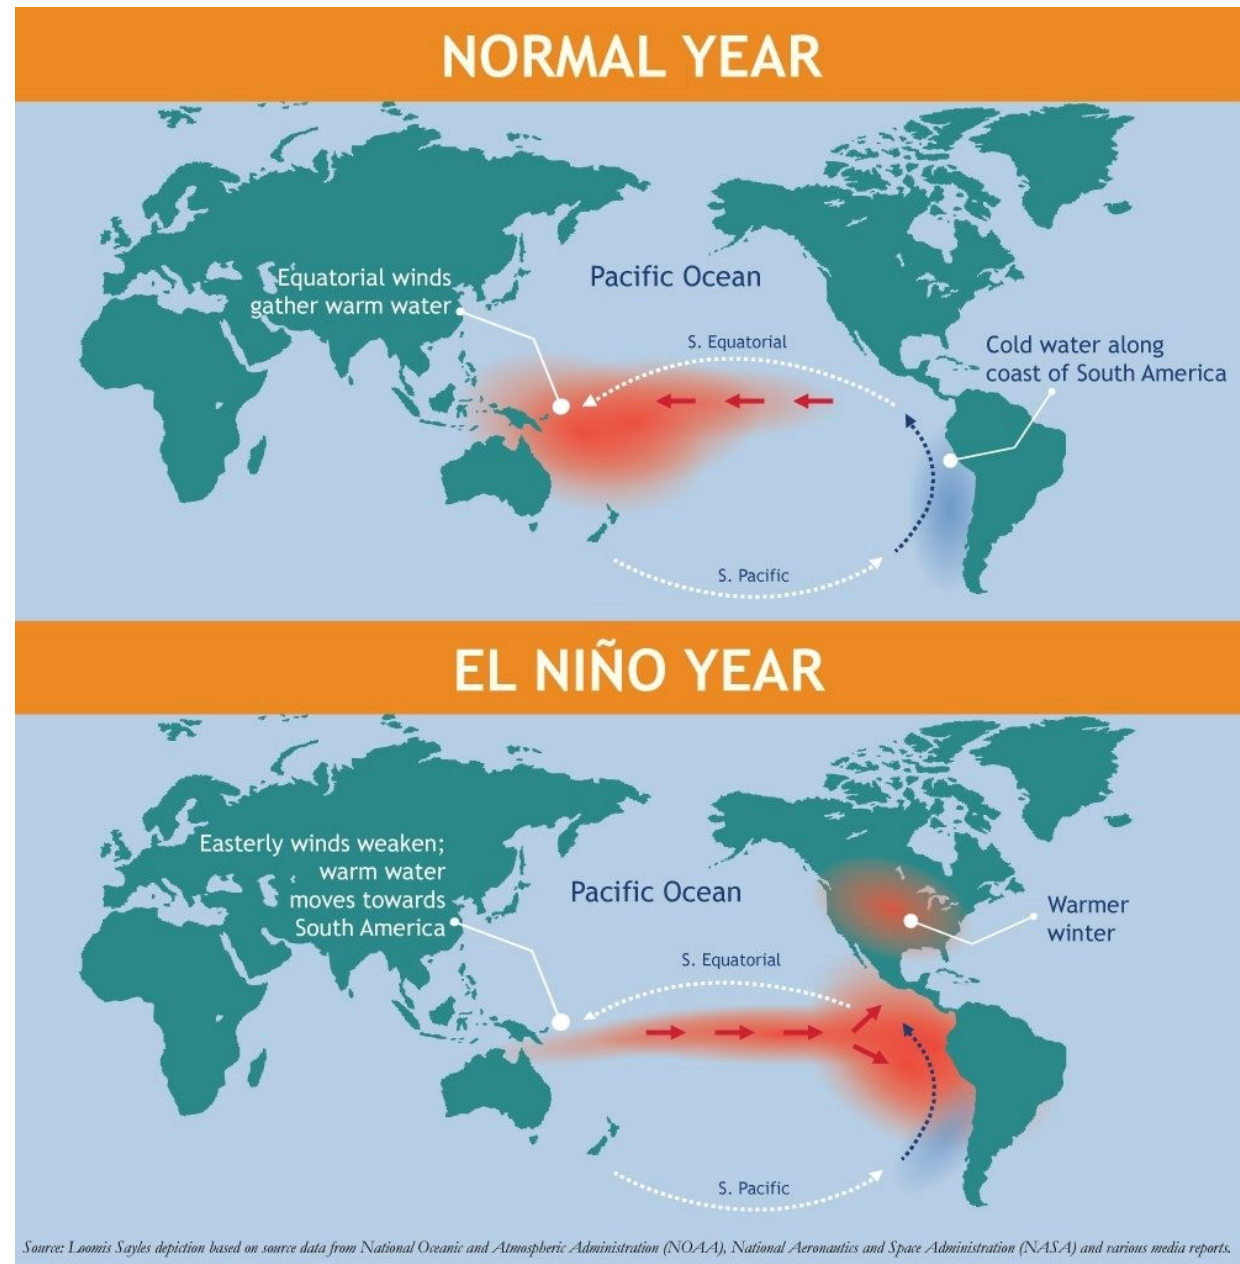 NORMAL YEAR
Equatorial winds
gather warm water
Pacific Ocean
S. Equatorial
Cold water along
coast of South America
S. Pacific
EL NIÑO YEAR
Easterly winds weaken;
warm water
moves towards
South America
Pacific Ocean
Warmer
winter
S. Equatorial
S. Pacific
Source: Loomis Sayles depiction based on source data from National Oceanic and Atmospheric Administration (NOAA), National Aeronautics and Space Administration (NASA) and various media reports.